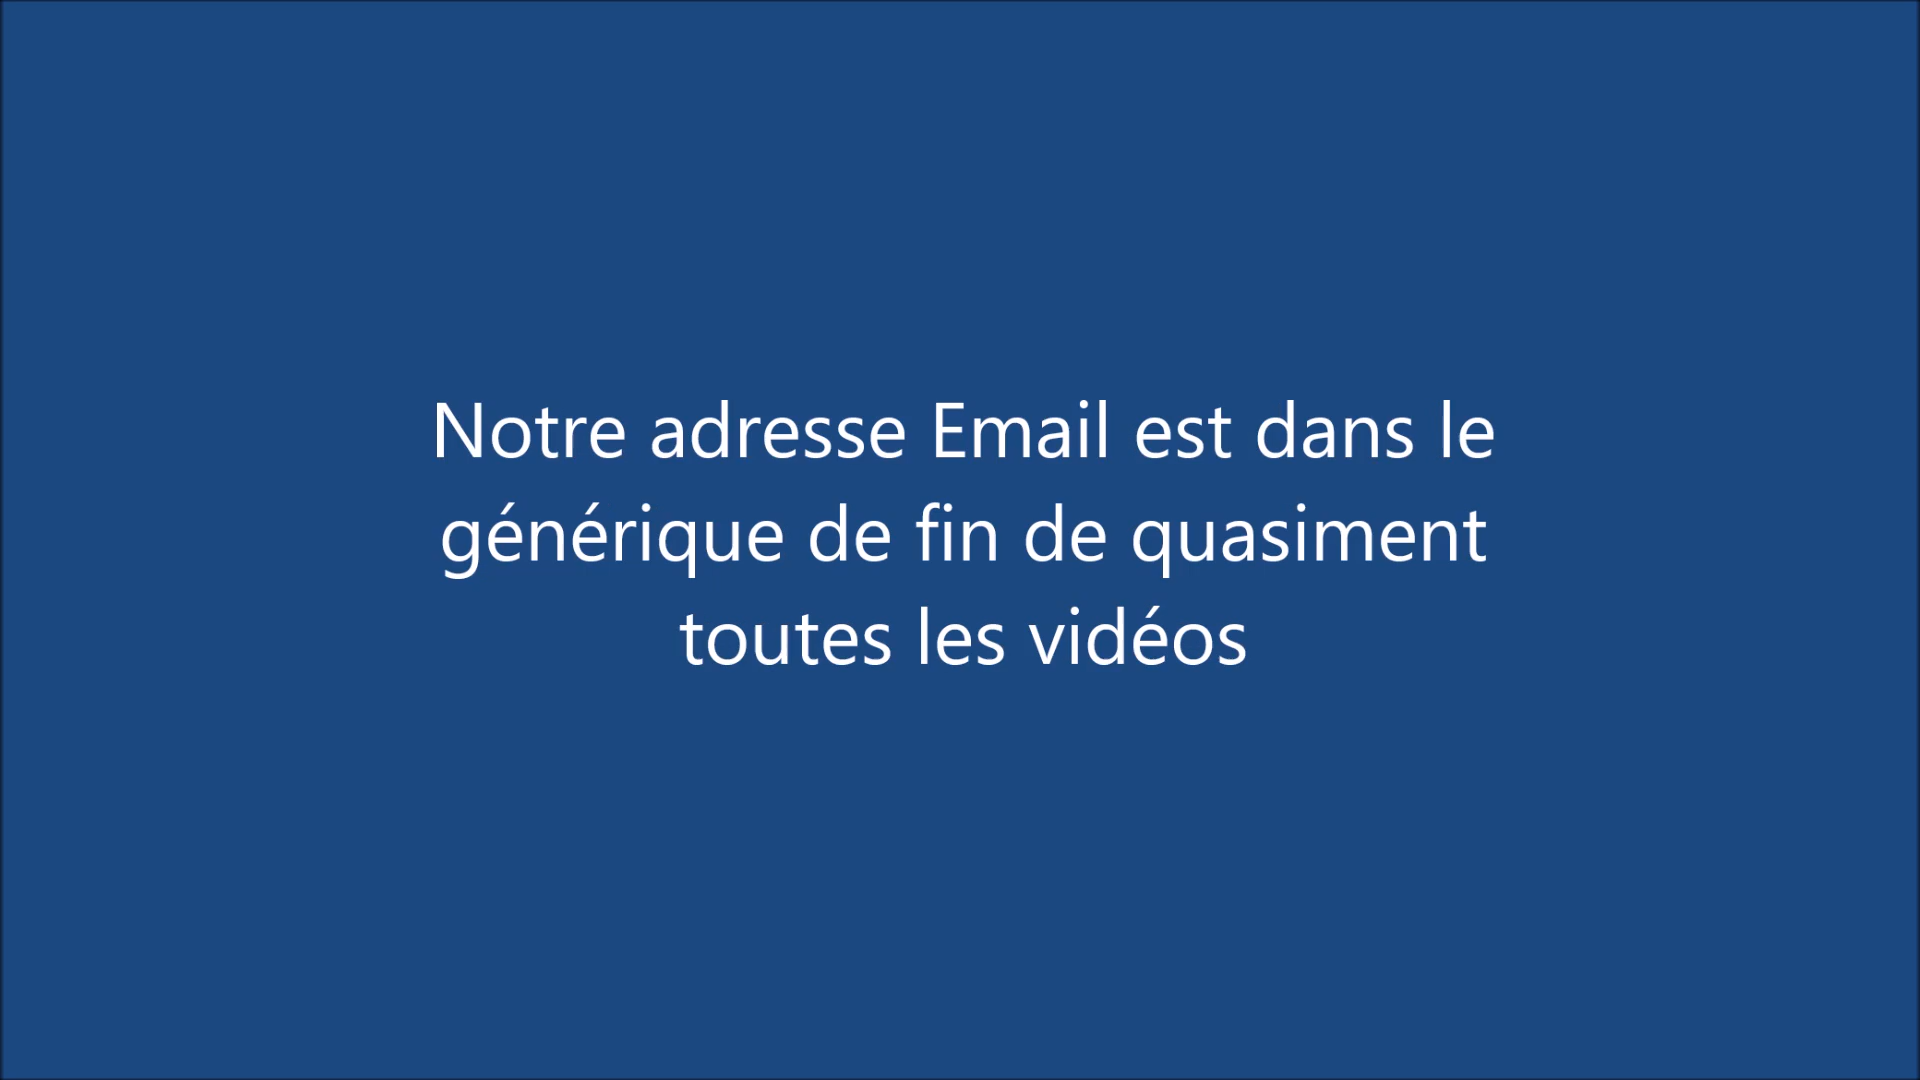 Notre adresse Email est dans le
générique de fin de quasiment
toutes les vidéos